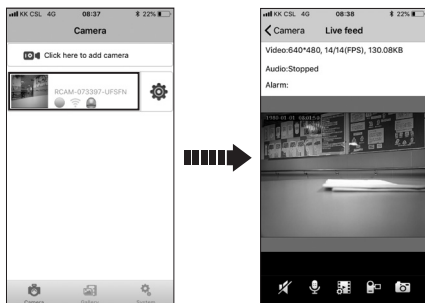 KK CSL 4G 08:37 22%
Camera
Click here to add camera
RCAM-073397-UFSFN
Camera Gallery System
KK CSL 4G 08:38 22%
Camera Live feed
Video:640*480, 14/14(FPS), 130.08KB
Audio:Stopped
Alarm: